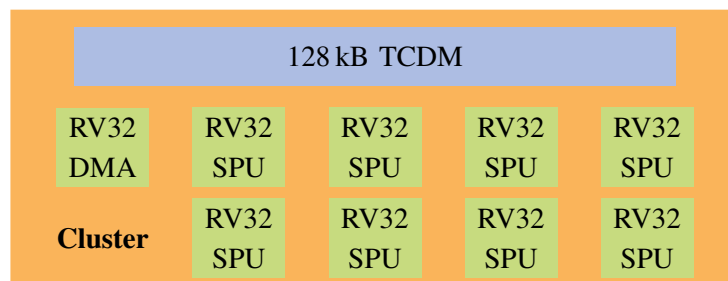 128 kB TCDM
RV32 RV32 RV32 RV32 RV32
DMA SPU SPU SPU SPU
Cluster
RV32 RV32 RV32 RV32
SPU SPU SPU SPU